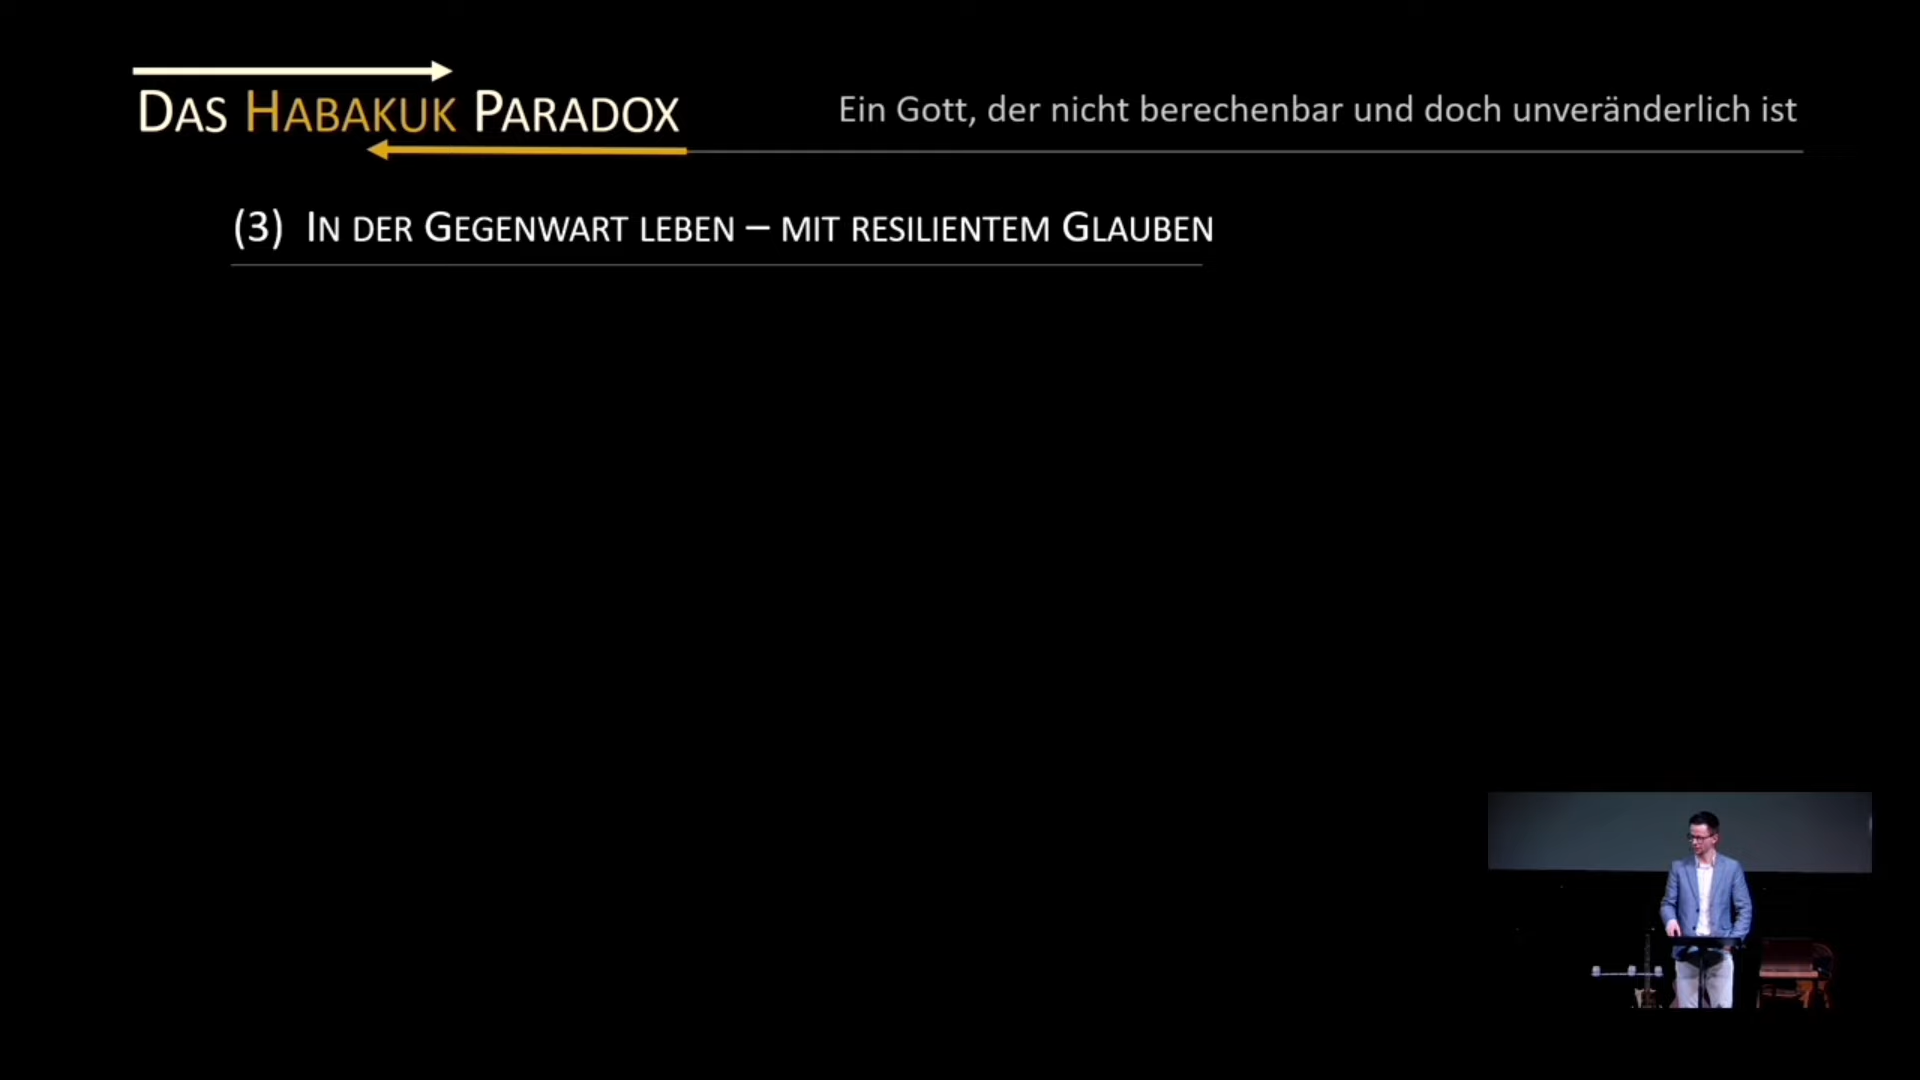 DAS HABAKUK PARADOX
Ein Gott, der nicht berechenbar und doch unveränderlich ist
(3) IN DER GEGENWART LEBEN – MIT RESILIENTEM GLAUBEN